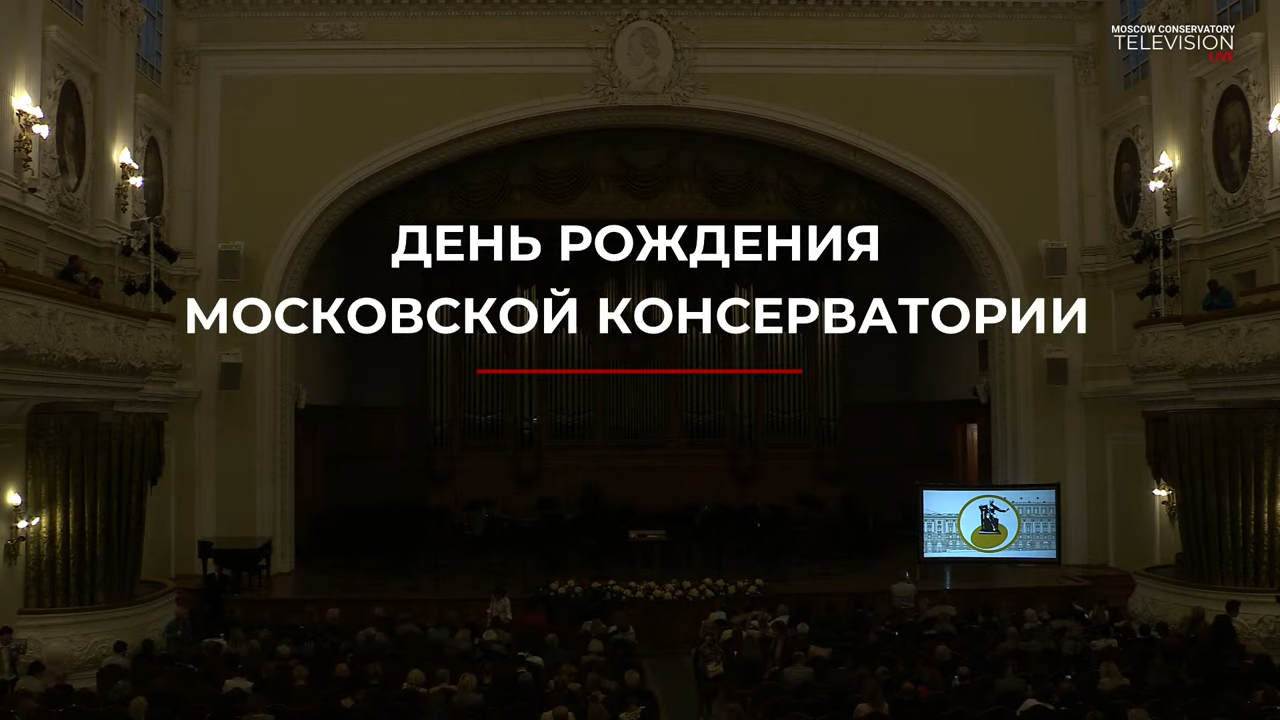 MOSCOW CONSERVATORY
TELEVISION
LIVE
ДЕНЬ РОЖДЕНИЯ
МОСКОВСКОЙ КОНСЕРВАТОРИИ